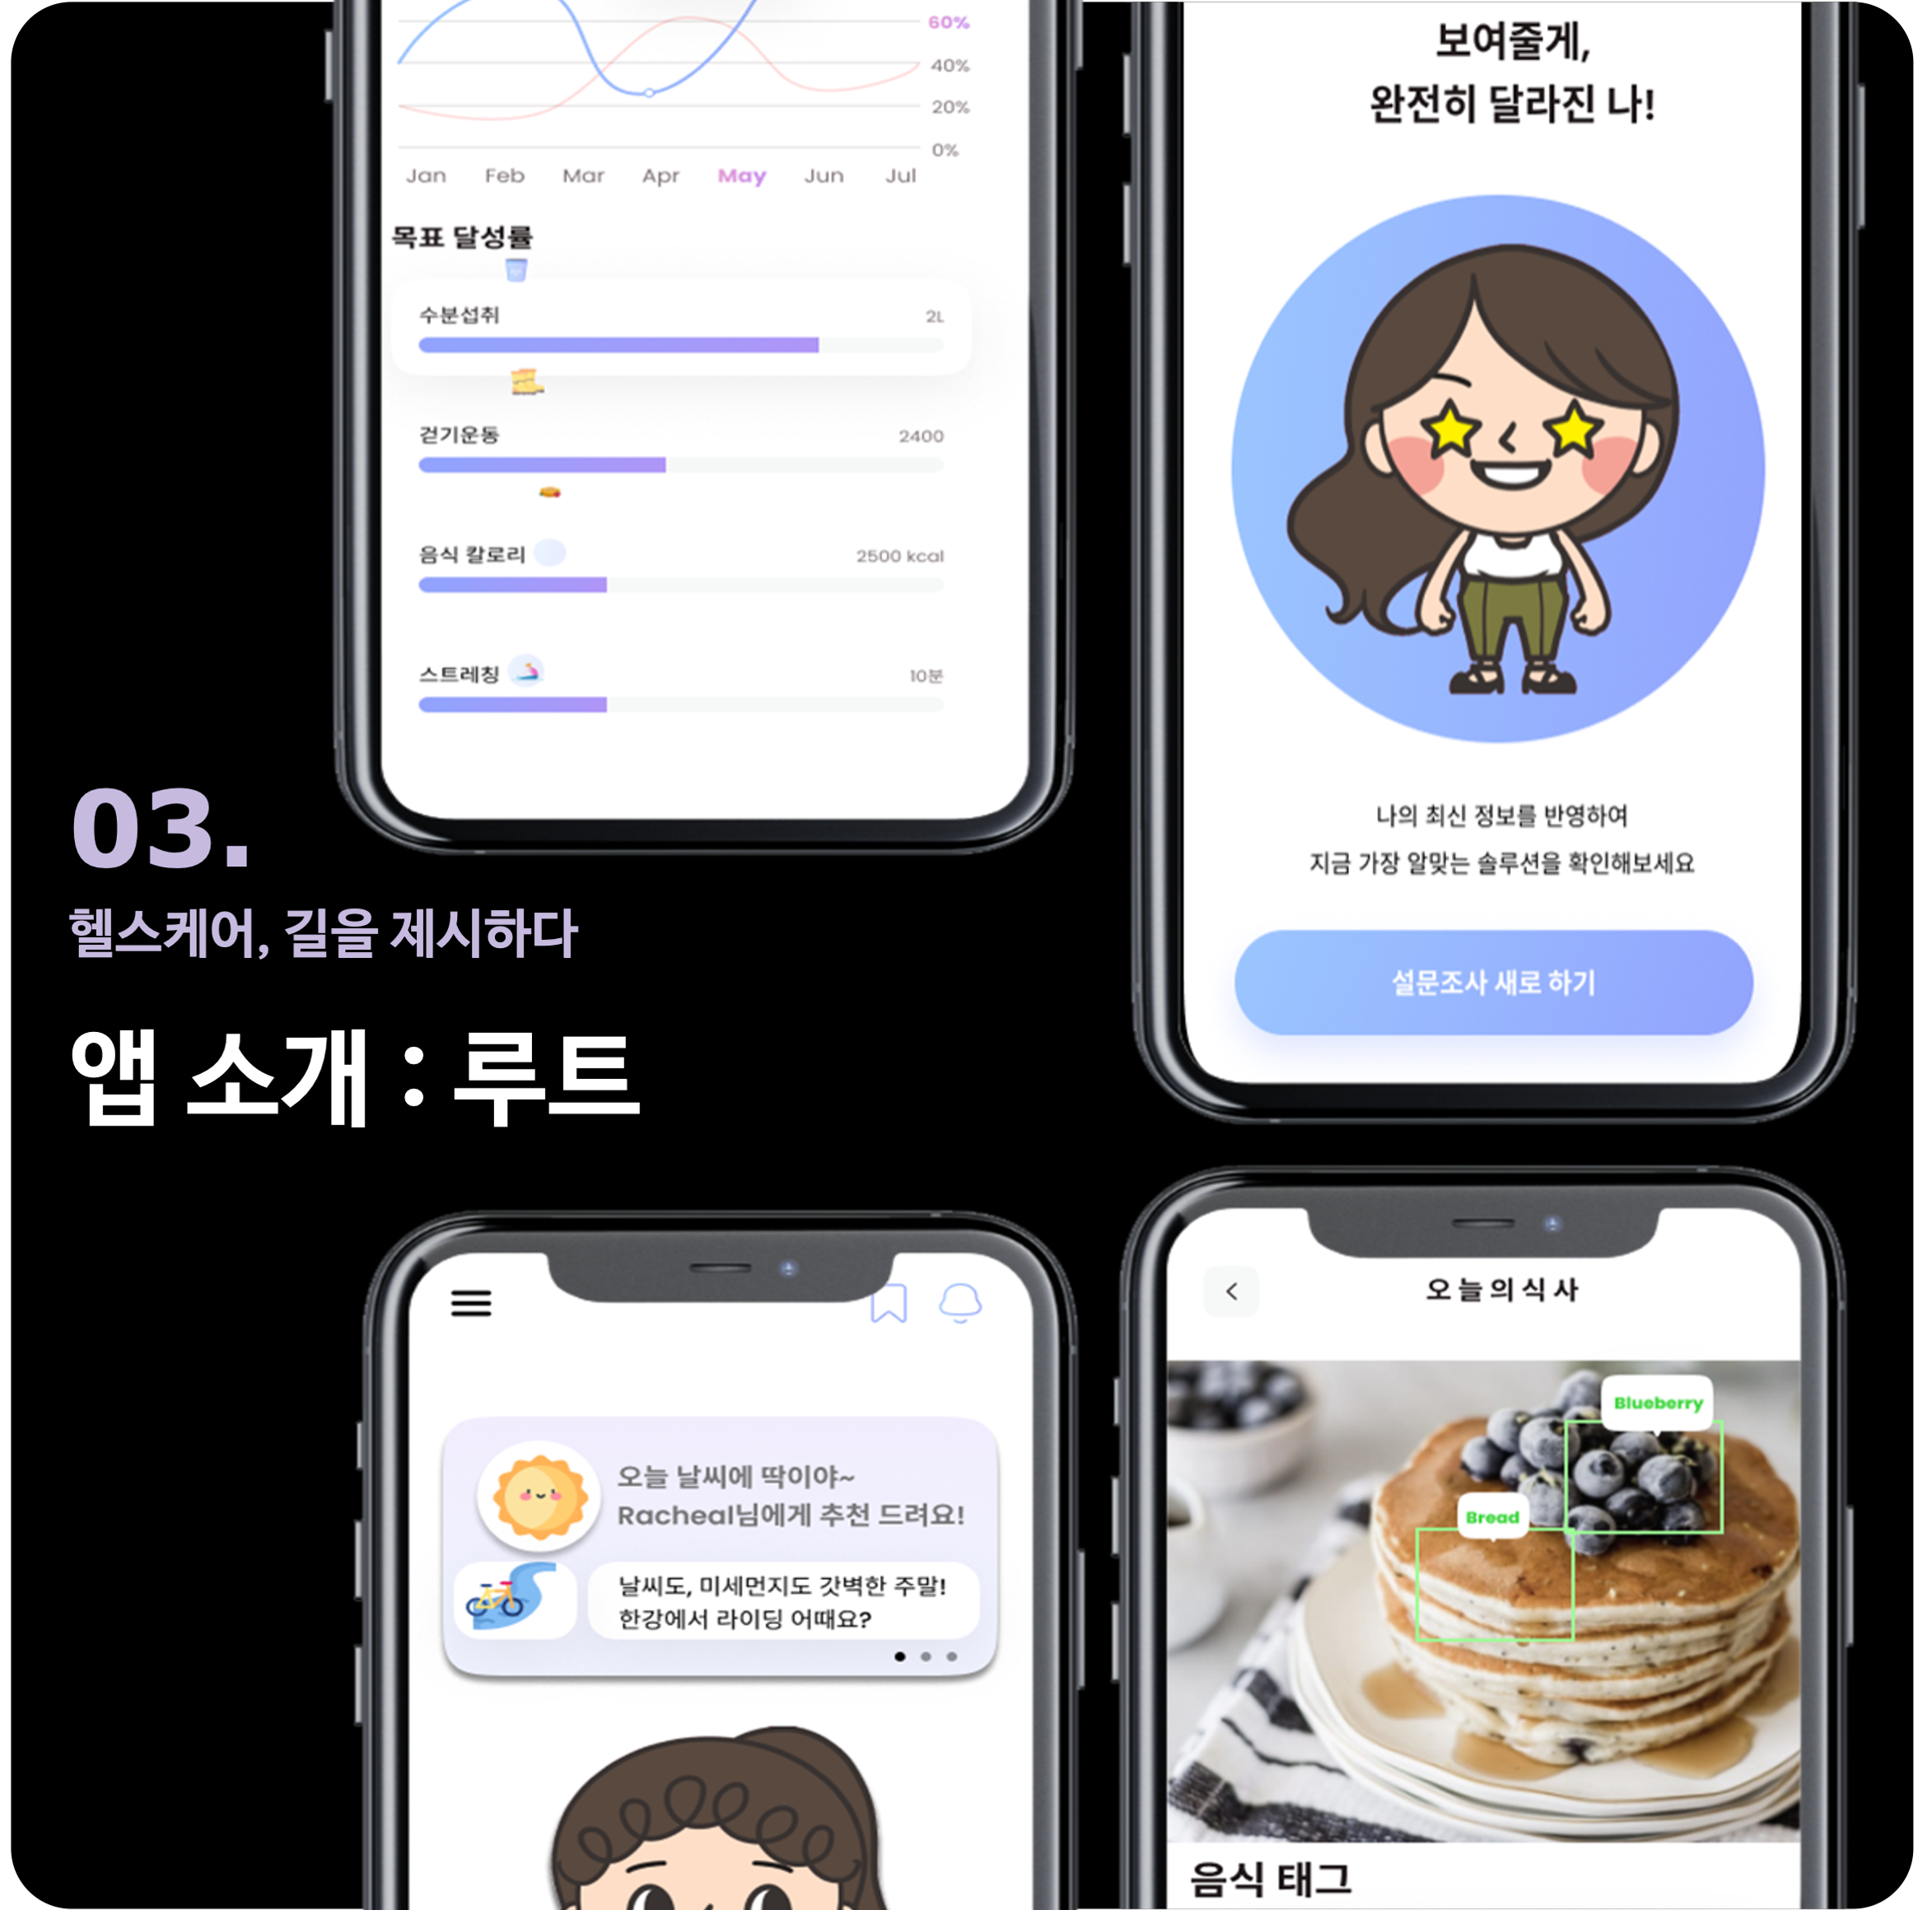 60%
40%
20%
0%
Jan Feb Mar Apr May Jun Jul
목표 달성률
수분섭취 2L
걷기운동 2400
음식 칼로리 2500 kcal
스트레칭 10분
보여줄게,
완전히 달라진 나!
나의 최신 정보를 반영하여
지금 가장 알맞는 솔루션을 확인해보세요
설문조사 새로 하기
03.
헬스케어, 길을 제시하다
앱 소개 : 루트
오늘 날씨에 딱이야~
Racheal님에게 추천 드려요!
날씨도, 미세먼지도 갓벽한 주말!
한강에서 라이딩 어때요?
오늘의식사
Blueberry
Bread
음식 태그